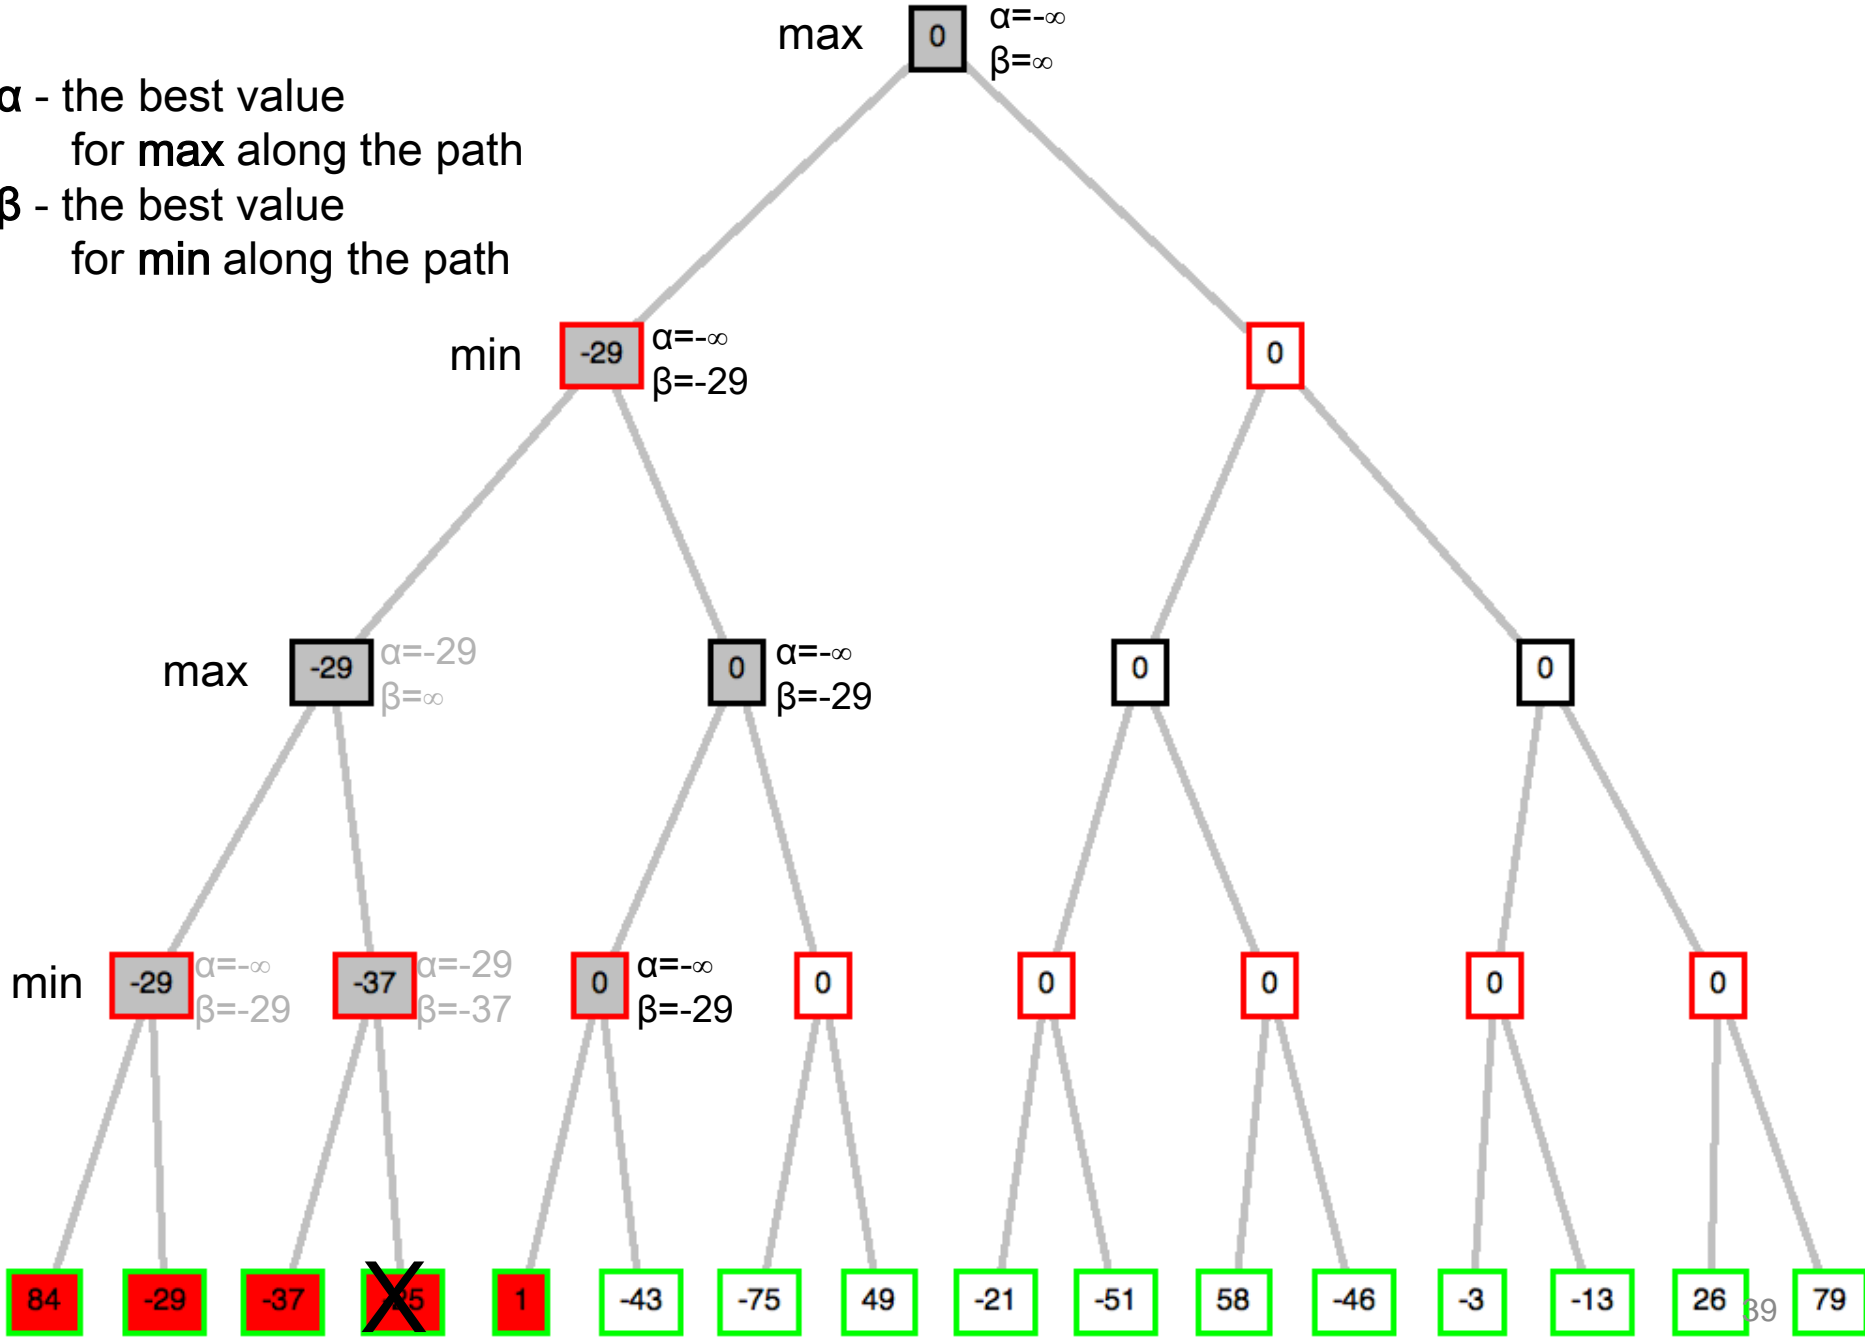 max 0 α=-∞
β=∞
α - the best value
for max along the path
β - the best value
for min along the path
min -29 α=-∞ 0
β=-29
max -29 α=-29 0 α=-∞ 0 0
β=∞ β=-29
min -29 α=-∞ -37 α=-29 0 α=-∞ 0 0 0 0 0
β=-29 β=-37 β=-29
84 -29 -37 X 1 -43 -75 49 -21 -51 58 -46 -3 -13 26 39 79